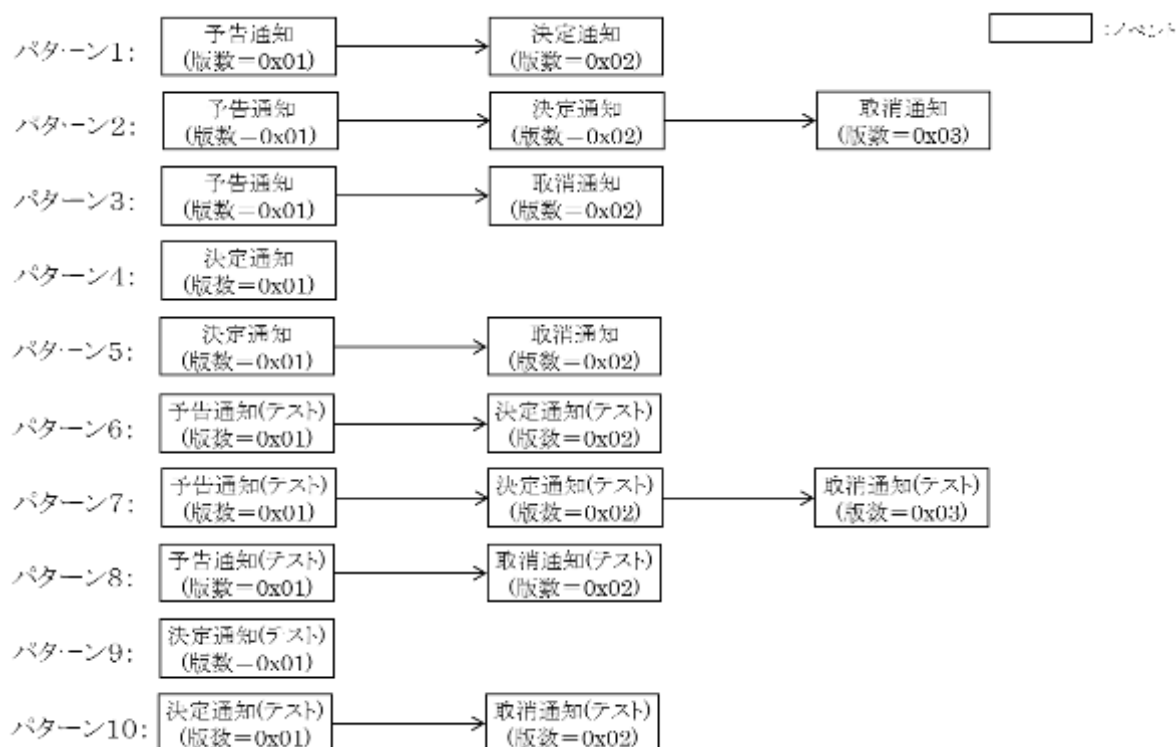 パターン1:
予告通知
(版数=0x01)
決定通知
(版数=0x02)
パターン2:
予告通知
(版数=0x01)
決定通知
(版数=0x02)
取消通知
(版数=0x03)
パターン3:
予告通知
(版数=0x01)
取消通知
(版数=0x02)
パターン4:
決定通知
(版数=0x01)
パターン5:
決定通知
(版数=0x01)
取消通知
(版数=0x02)
パターン6:
予告通知(テスト)
(版数=0x01)
決定通知(テスト)
(版数=0x02)
パターン7:
予告通知(テスト)
(版数=0x01)
決定通知(テスト)
(版数=0x02)
取消通知(テスト)
(版数=0x03)
パターン8:
予告通知(テスト)
(版数=0x01)
取消通知(テスト)
(版数=0x02)
パターン9:
決定通知(テスト)
(版数=0x01)
パターン10:
決定通知(テスト)
(版数=0x01)
取消通知(テスト)
(版数=0x02)